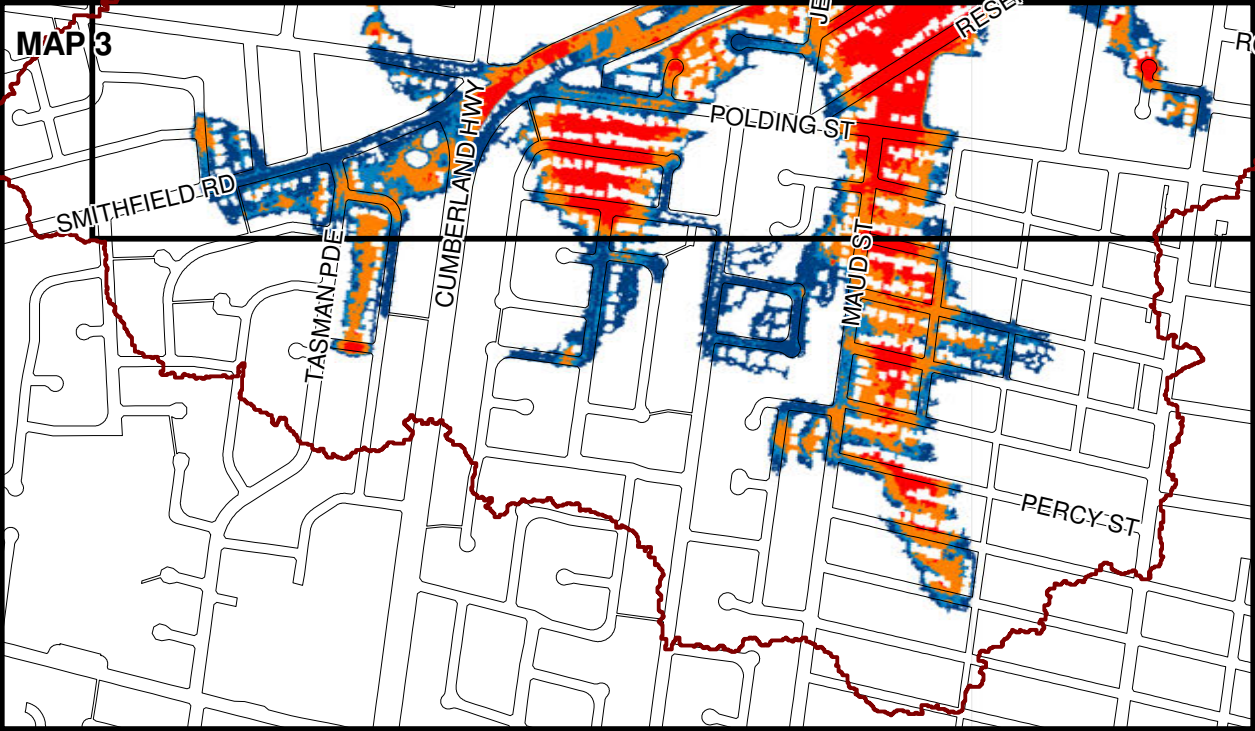 MAP 3
POLDING ST
SMITHFIELD RD
CUMBERLAND HWY
TASMAN PDE
MAUD ST
PERCY ST